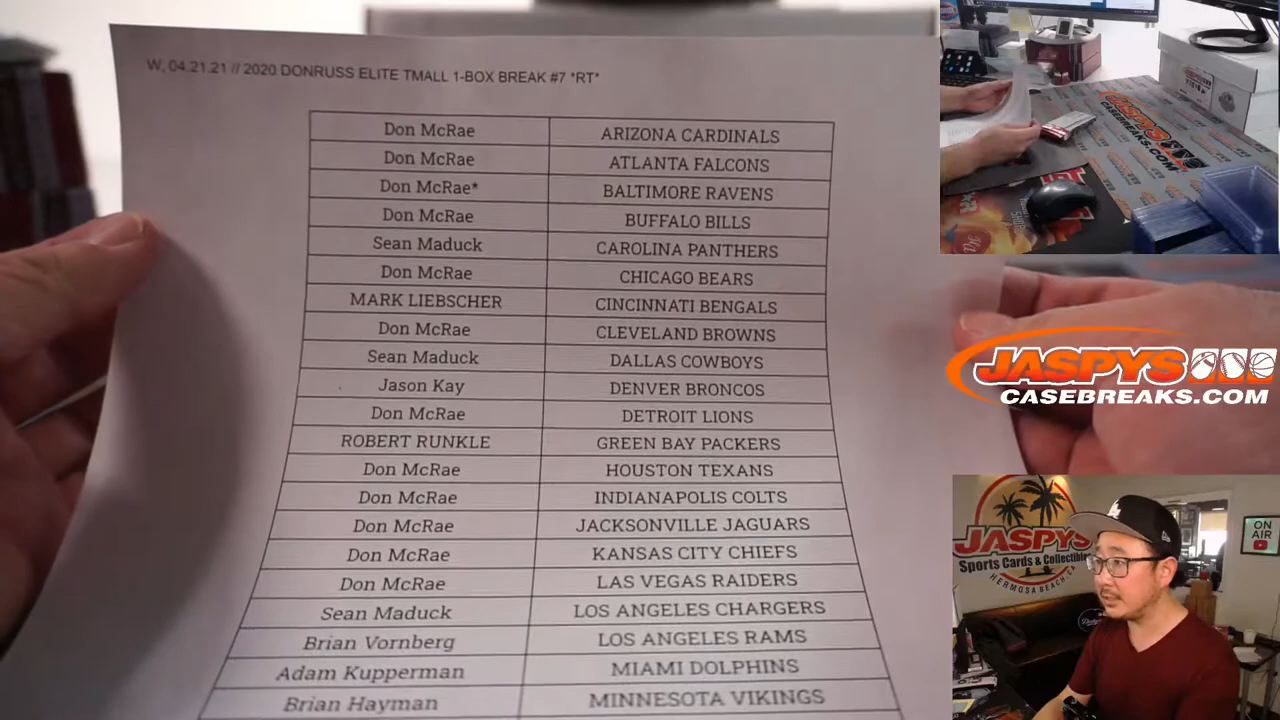 W, 04.21.21 // 2020 DONRUSS ELITE TMALL 1-BOX BREAK #7 *RT*
Don McRae ARIZONA CARDINALS
Don McRae ATLANTA FALCONS
Don McRae* BALTIMORE RAVENS
Don McRae BUFFALO BILLS
Sean Maduck CAROLINA PANTHERS
Don McRae CHICAGO BEARS
MARK LIEBSCHER CINCINNATI BENGALS
Don McRae CLEVELAND BROWNS
Sean Maduck DALLAS COWBOYS
Jason Kay DENVER BRONCOS
Don McRae DETROIT LIONS
ROBERT RUNKLE GREEN BAY PACKERS
Don McRae HOUSTON TEXANS
Don McRae INDIANAPOLIS COLTS
Don McRae JACKSONVILLE JAGUARS
Don McRae KANSAS CITY CHIEFS
Don McRae LAS VEGAS RAIDERS
Sean Maduck LOS ANGELES CHARGERS
Brian Vornberg LOS ANGELES RAMS
Adam Kupperman MIAMI DOLPHINS
Brian Hayman MINNESOTA VIKINGS
JASPYS
CASEBREAKS.COM
JASPYS
CASEBREAKS.COM
JASPYS
Sports Cards & Collectibles
HERMOSA BEACH, CA
ON
AIR